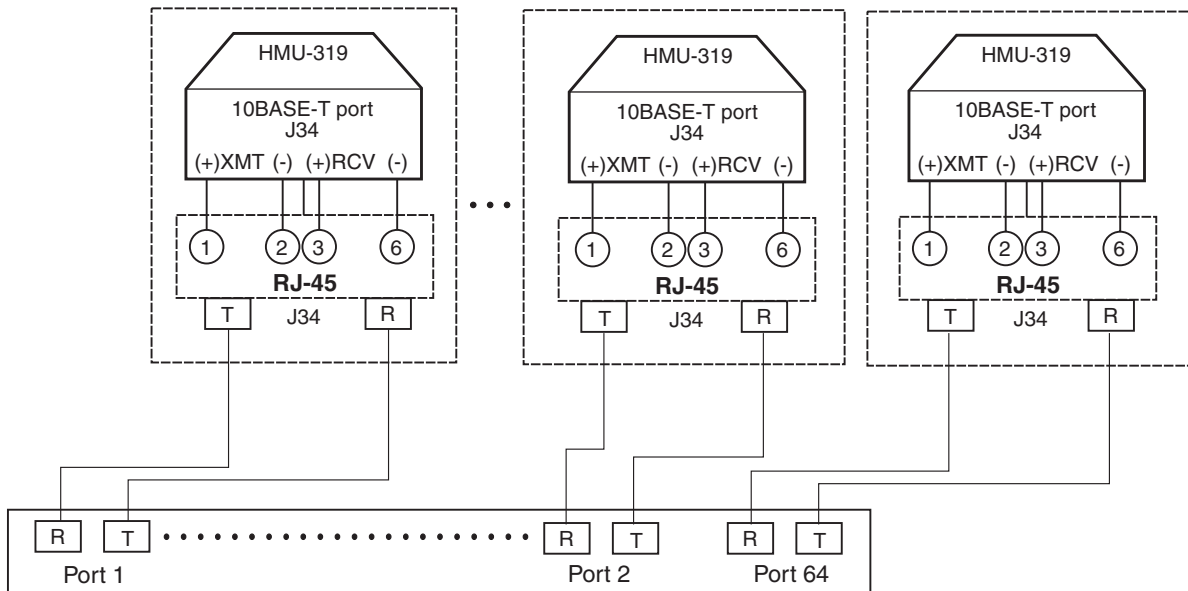 HMU-319
10BASE-T port
J34
(+)XMT (-) (+)RCV (-)
1 2 3 6
RJ-45
T J34 R
HMU-319
10BASE-T port
J34
(+)XMT (-) (+)RCV (-)
1 2 3 6
RJ-45
T J34 R
HMU-319
10BASE-T port
J34
(+)XMT (-) (+)RCV (-)
1 2 3 6
RJ-45
T J34 R
R T R T R T
Port 1 Port 2 Port 64